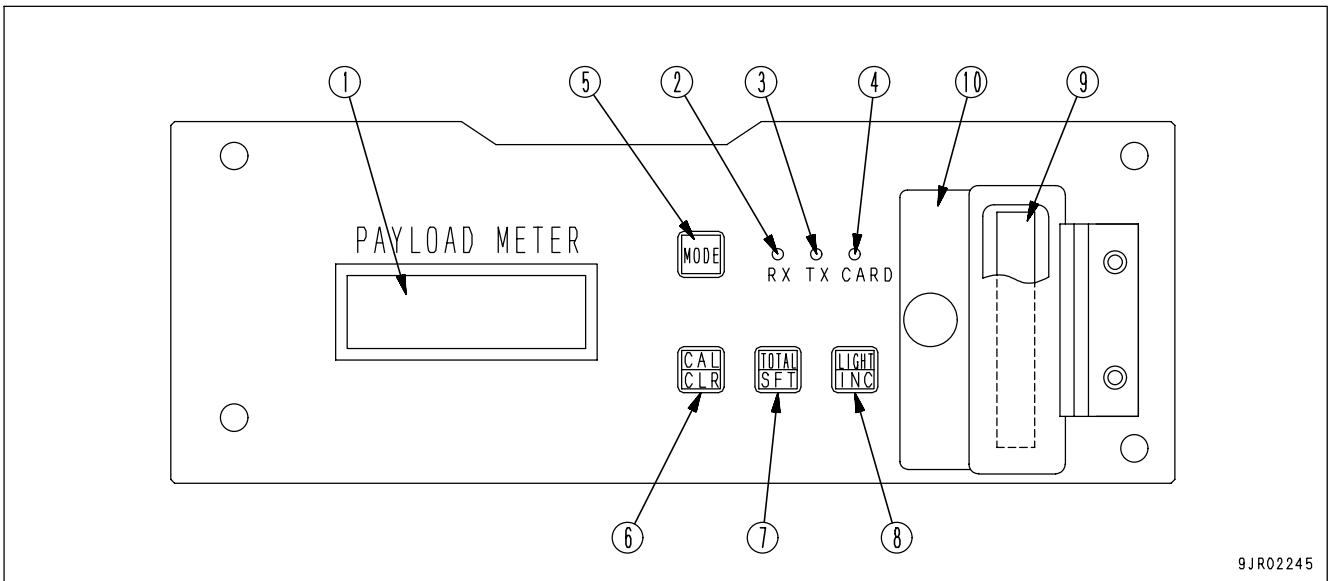 ① ⑤ ② ③ ④ ⑩ ⑨
PAYLOAD METER
MODE
RX TX CARD
CAL
CLR
TOTAL
SFT
LIGHT
INC
⑥ ⑦ ⑧
9JR02245